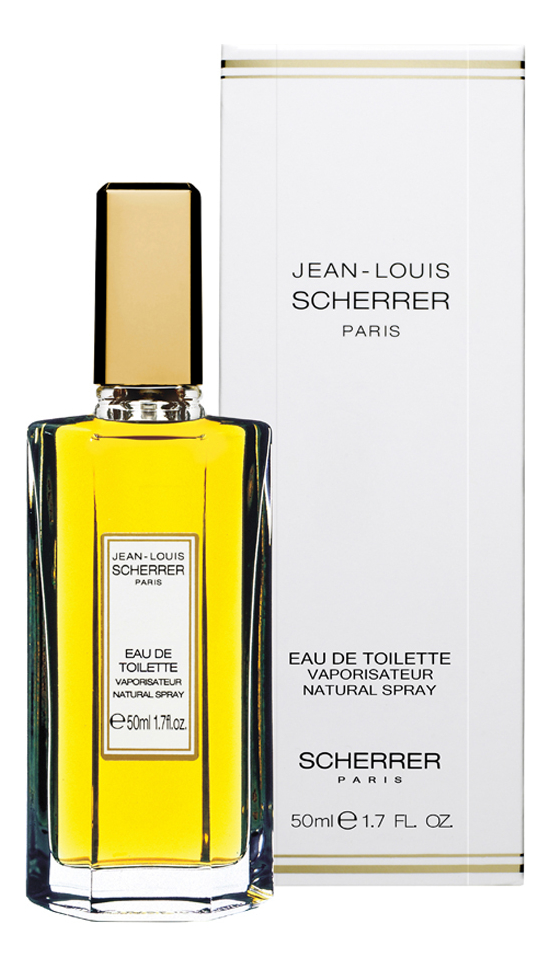 JEAN-LOUIS
SCHERRER
PARIS
EAU DE TOILETTE
VAPORISATEUR
NATURAL SPRAY
SCHERRER
PARIS
50ml e 1.7 FL. OZ.
JEAN-LOUIS
SCHERRER
PARIS
EAU DE
TOILETTE
VAPORISATEUR
NATURAL SPRAY
e 50ml 1.7fl.oz.